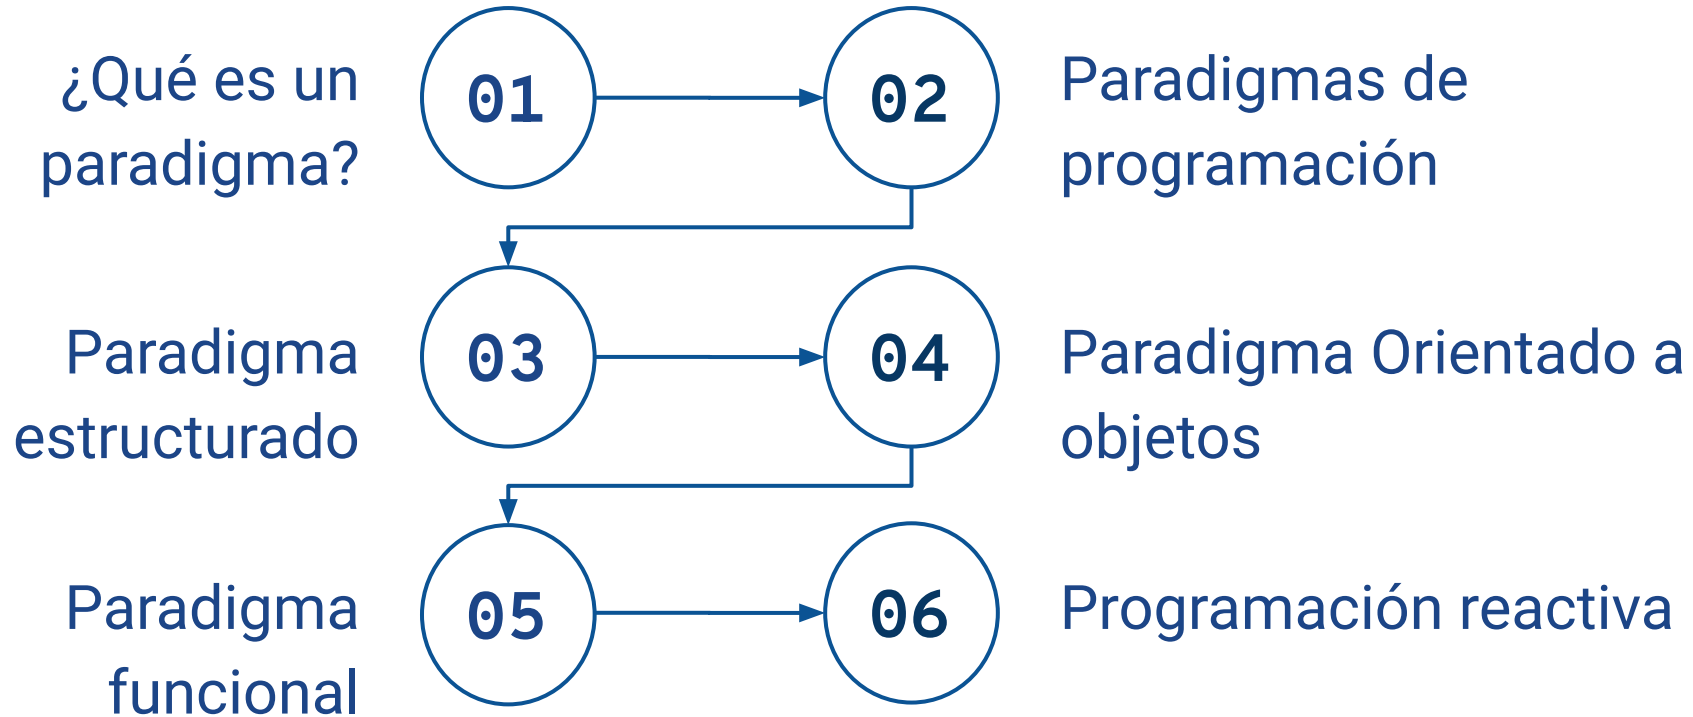 01
¿Qué es un
paradigma?
02
Paradigmas de
programación
03
Paradigma
estructurado
04
Paradigma Orientado a
objetos
05
Paradigma
funcional
06
Programación reactiva